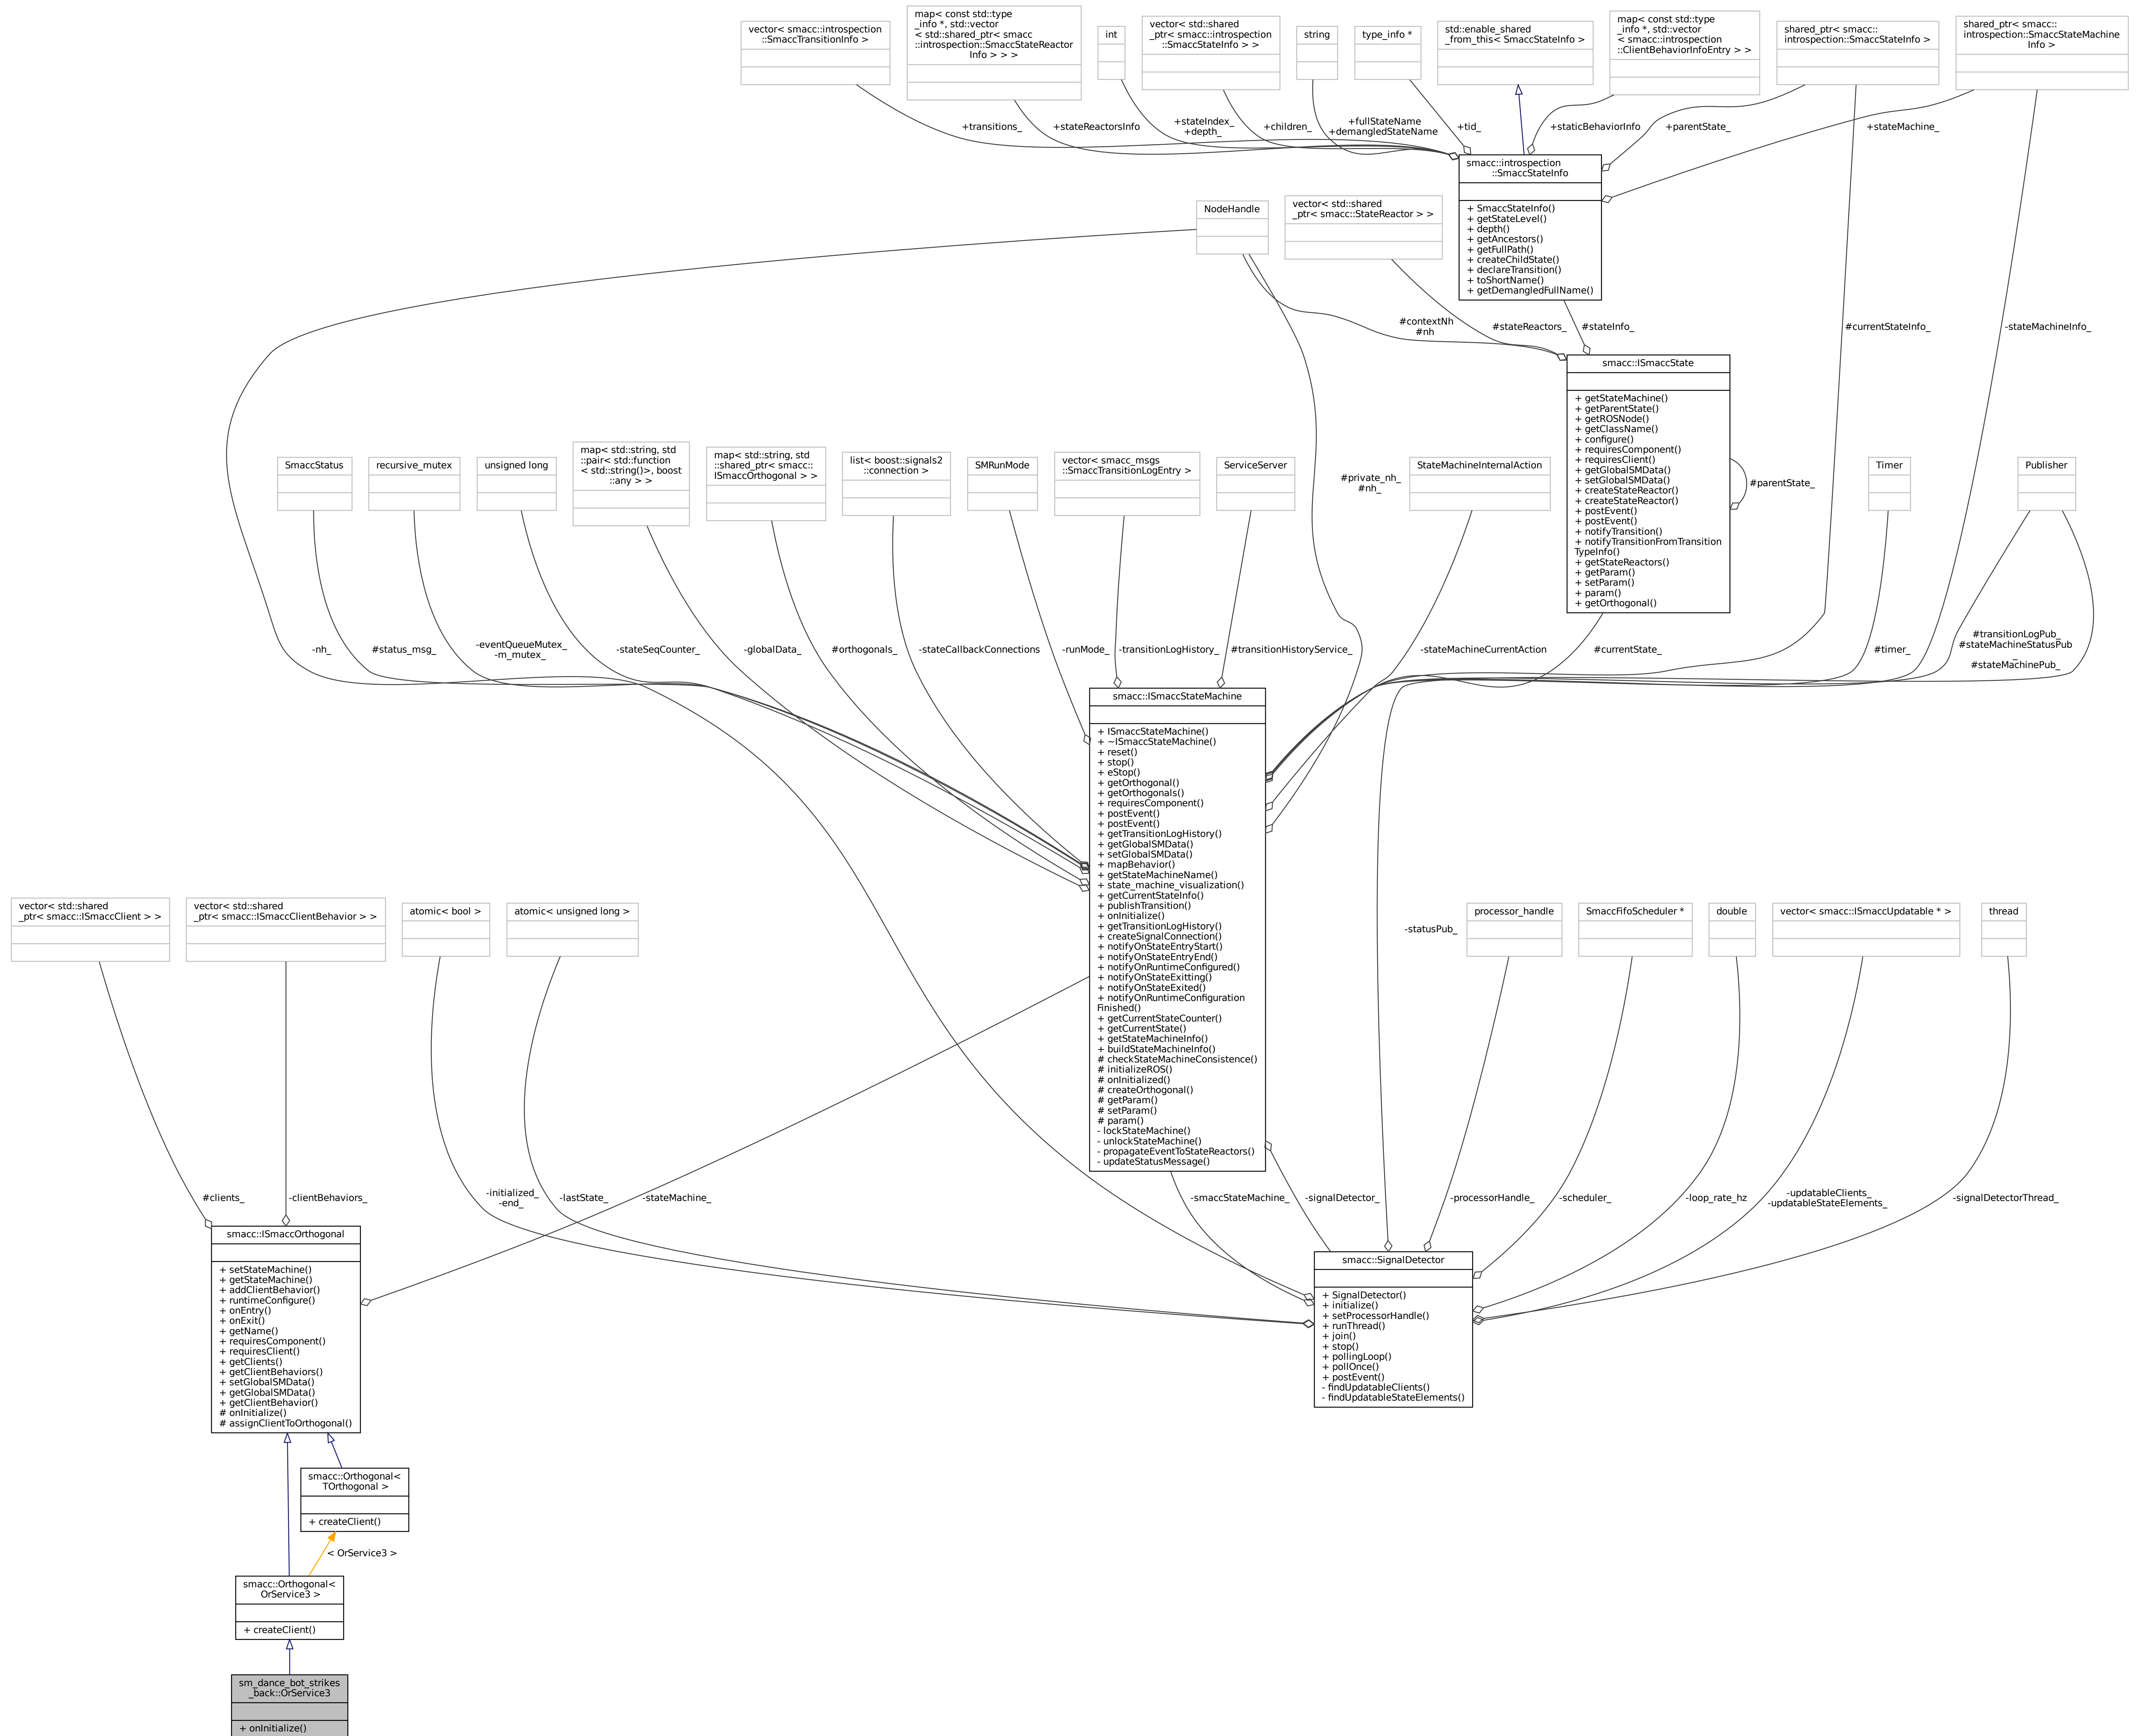 vector< smacc::introspection
::SmaccTransitionInfo >
map< const std::type
_info *, std::vector
< std::shared_ptr< smacc
::introspection::SmaccStateReactor
Info > > >
int
vector< std::shared
_ptr< smacc::introspection
::SmaccStateInfo > >
string
type_info *
std::enable_shared
_from_this< SmaccStateInfo >
map< const std::type
_info *, std::vector
< smacc::introspection
::ClientBehaviorInfoEntry > >
shared_ptr< smacc::
introspection::SmaccStateInfo >
shared_ptr< smacc::
introspection::SmaccStateMachine
Info >
+transitions_
+stateReactorsInfo
+stateIndex_
+depth_
+children_
+fullStateName
+demangledStateName
+tid_
+staticBehaviorInfo
+parentState_
+stateMachine_
smacc::introspection
::SmaccStateInfo
+ SmaccStateInfo()
+ getStateLevel()
+ depth()
+ getAncestors()
+ getFullPath()
+ createChildState()
+ declareTransition()
+ toShortName()
+ getDemangledFullName()
NodeHandle
vector< std::shared
_ptr< smacc::StateReactor > >
#contextNh
#nh
#stateReactors_
#stateInfo_
#currentStateInfo_
-stateMachineInfo_
smacc::ISmaccState
+ getStateMachine()
+ getParentState()
+ getROSNode()
+ getClassName()
+ configure()
+ requiresComponent()
+ requiresClient()
+ getGlobalSMData()
+ setGlobalSMData()
+ createStateReactor()
+ createStateReactor()
+ postEvent()
+ postEvent()
+ notifyTransition()
+ notifyTransitionFromTransition
TypeInfo()
+ getStateReactors()
+ getParam()
+ setParam()
+ param()
+ getOrthogonal()
#parentState_
SmaccStatus
recursive_mutex
unsigned long
map< std::string, std
::pair< std::function
< std::string()>, boost
::any > >
map< std::string, std
::shared_ptr< smacc::
ISmaccOrthogonal > >
list< boost::signals2
::connection >
SMRunMode
vector< smacc_msgs
::SmaccTransitionLogEntry >
ServiceServer
#private_nh_
#nh_
StateMachineInternalAction
Timer
Publisher
-nh_
#status_msg_
-eventQueueMutex_
-m_mutex_
-stateSeqCounter_
-globalData_
#orthogonals_
-stateCallbackConnections
-runMode_
-transitionLogHistory_
#transitionHistoryService_
-stateMachineCurrentAction
#currentState_
#timer_
#transitionLogPub_
#stateMachineStatusPub
_
#stateMachinePub_
smacc::ISmaccStateMachine
+ ISmaccStateMachine()
+ ~ISmaccStateMachine()
+ reset()
+ stop()
+ eStop()
+ getOrthogonal()
+ getOrthogonals()
+ requiresComponent()
+ postEvent()
+ postEvent()
+ getTransitionLogHistory()
+ getGlobalSMData()
+ setGlobalSMData()
+ mapBehavior()
+ getStateMachineName()
+ state_machine_visualization()
+ getCurrentStateInfo()
+ publishTransition()
+ onInitialize()
+ getTransitionLogHistory()
+ createSignalConnection()
+ notifyOnStateEntryStart()
+ notifyOnStateEntryEnd()
+ notifyOnRuntimeConfigured()
+ notifyOnStateExitting()
+ notifyOnStateExited()
+ notifyOnRuntimeConfiguration
Finished()
+ getCurrentStateCounter()
+ getCurrentState()
+ getStateMachineInfo()
+ buildStateMachineInfo()
# checkStateMachineConsistence()
# initializeROS()
# onInitialized()
# createOrthogonal()
# getParam()
# setParam()
# param()
- lockStateMachine()
- unlockStateMachine()
- propagateEventToStateReactors()
- updateStatusMessage()
vector< std::shared
_ptr< smacc::ISmaccClient > >
vector< std::shared
_ptr< smacc::ISmaccClientBehavior > >
atomic< bool >
atomic< unsigned long >
-statusPub_
processor_handle
SmaccFifoScheduler *
double
vector< smacc::ISmaccUpdatable * >
thread
#clients_
-clientBehaviors_
-stateMachine_
-initialized_
-end_
-lastState_
-smaccStateMachine_
-signalDetector_
-processorHandle_
-scheduler_
-loop_rate_hz
-updatableClients_
-updatableStateElements_
-signalDetectorThread_
smacc::ISmaccOrthogonal
+ setStateMachine()
+ getStateMachine()
+ addClientBehavior()
+ runtimeConfigure()
+ onEntry()
+ onExit()
+ getName()
+ requiresComponent()
+ requiresClient()
+ getClients()
+ getClientBehaviors()
+ setGlobalSMData()
+ getGlobalSMData()
+ getClientBehavior()
# onInitialize()
# assignClientToOrthogonal()
smacc::SignalDetector
+ SignalDetector()
+ initialize()
+ setProcessorHandle()
+ runThread()
+ join()
+ stop()
+ pollingLoop()
+ pollOnce()
+ postEvent()
- findUpdatableClients()
- findUpdatableStateElements()
smacc::Orthogonal<
TOrthogonal >
+ createClient()
< OrService3 >
smacc::Orthogonal<
OrService3 >
+ createClient()
sm_dance_bot_strikes
_back::OrService3
+ onInitialize()